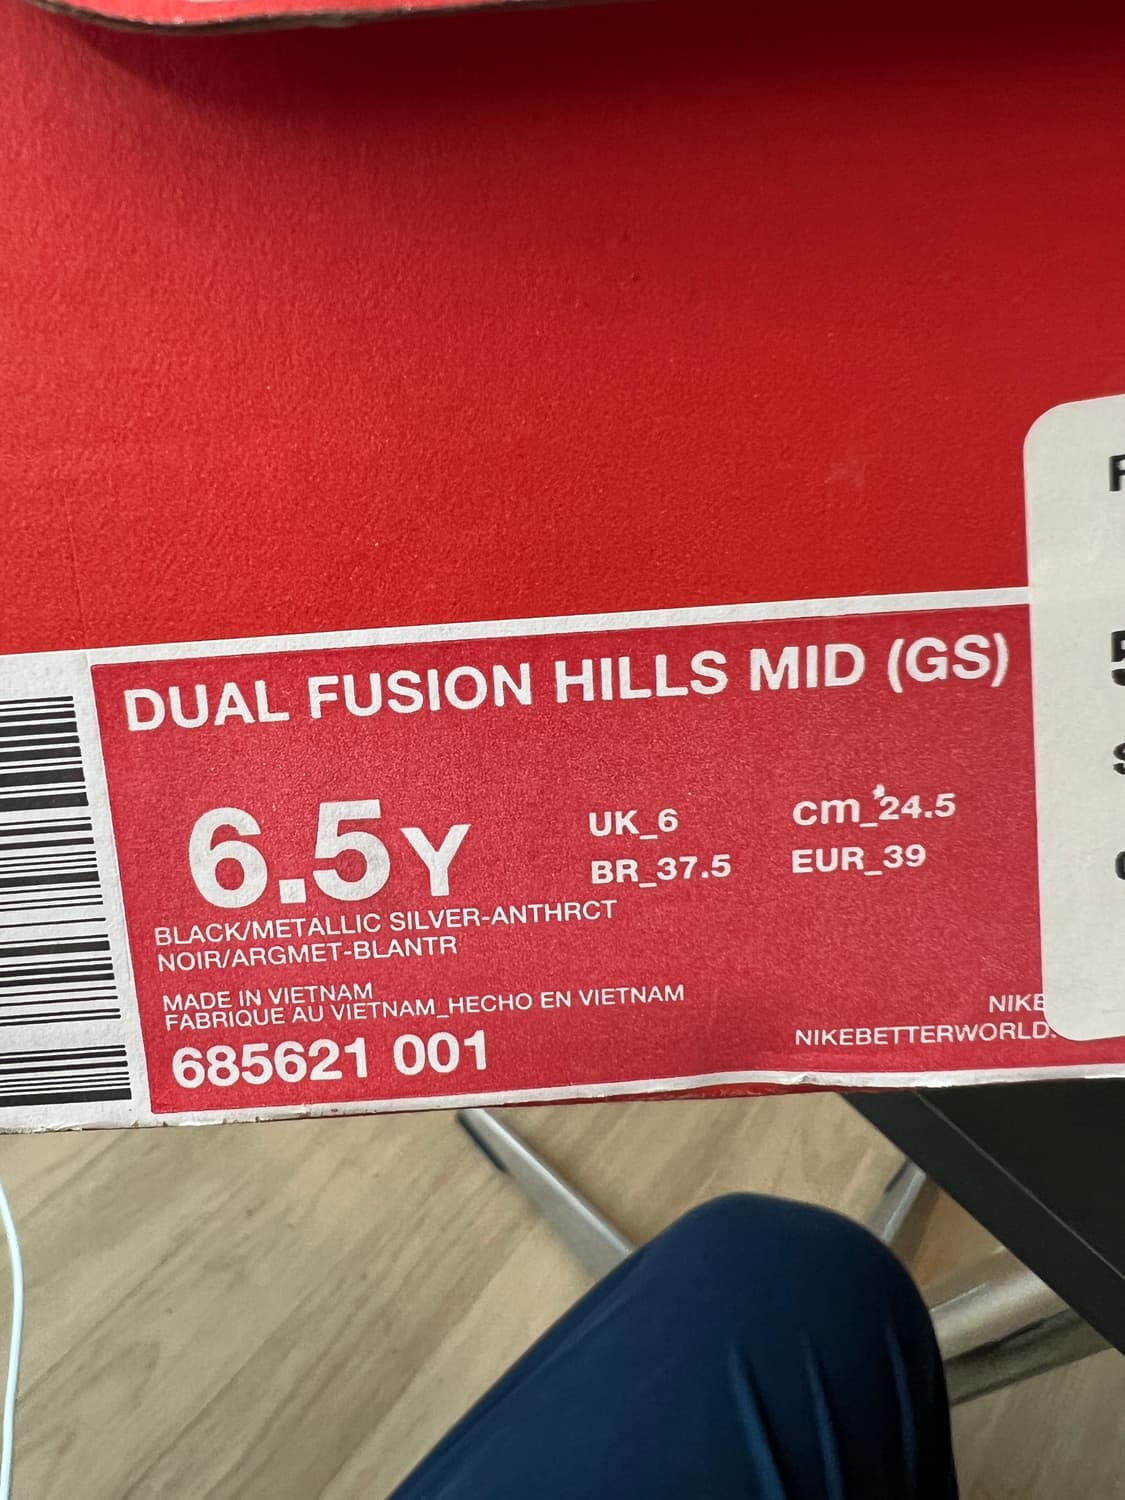 DUAL FUSION HILLS MID (GS)
6.5Y
UK_6
cm_24.5
BR_37.5
EUR_39
BLACK/METALLIC SILVER-ANTHRCT
NOIR/ARGMET-BLANTR
MADE IN VIETNAM
FABRIQUE AU VIETNAM_HECHO EN VIETNAM
685621 001
NIKE
NIKEBETTERWORLD.